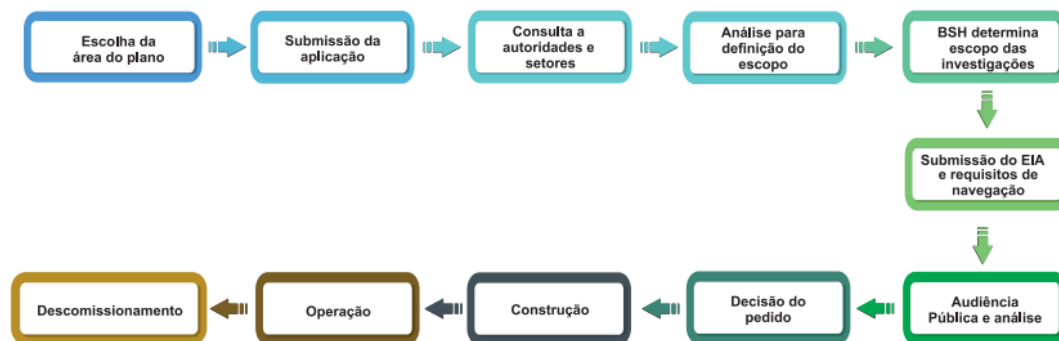 Escolha da
área do plano
Submissão da
aplicação
Consulta a
autoridades e
setores
Análise para
definição do
escopo
BSH determina
escopo das
investigações
Submissão do EIA
e requisitos de
navegação
Audiência
Pública e análise
Decisão do
pedido
Construção
Operação
Descomissionamento